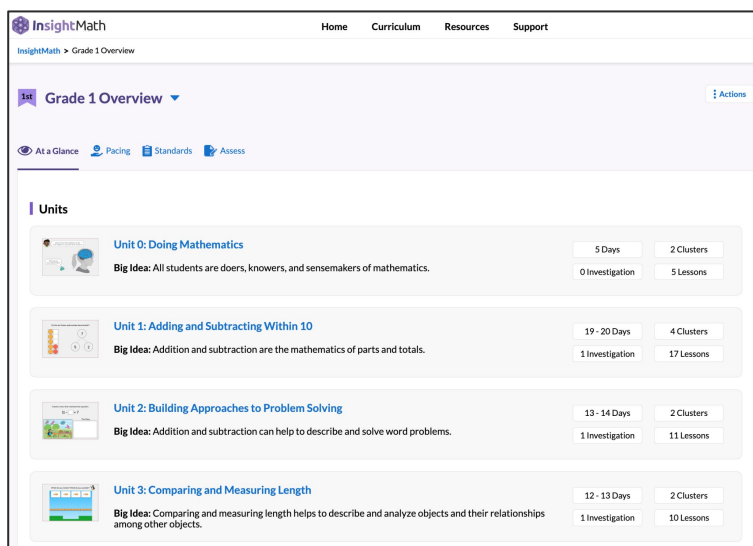 InsightMath
Home Curriculum Resources Support
InsightMath > Grade 1 Overview
1st Grade 1 Overview
Actions
At a Glance Pacing Standards Assess
Units
Unit 0: Doing Mathematics
Big Idea: All students are doers, knowers, and sensemakers of mathematics.
5 Days 2 Clusters
0 Investigation 5 Lessons
Unit 1: Adding and Subtracting Within 10
Big Idea: Addition and subtraction are the mathematics of parts and totals.
19 - 20 Days 4 Clusters
1 Investigation 17 Lessons
Unit 2: Building Approaches to Problem Solving
Big Idea: Addition and subtraction can help to describe and solve word problems.
13 - 14 Days 2 Clusters
1 Investigation 11 Lessons
Unit 3: Comparing and Measuring Length
Big Idea: Comparing and measuring length helps to describe and analyze objects and their relationships
among other objects.
12 - 13 Days 2 Clusters
1 Investigation 10 Lessons